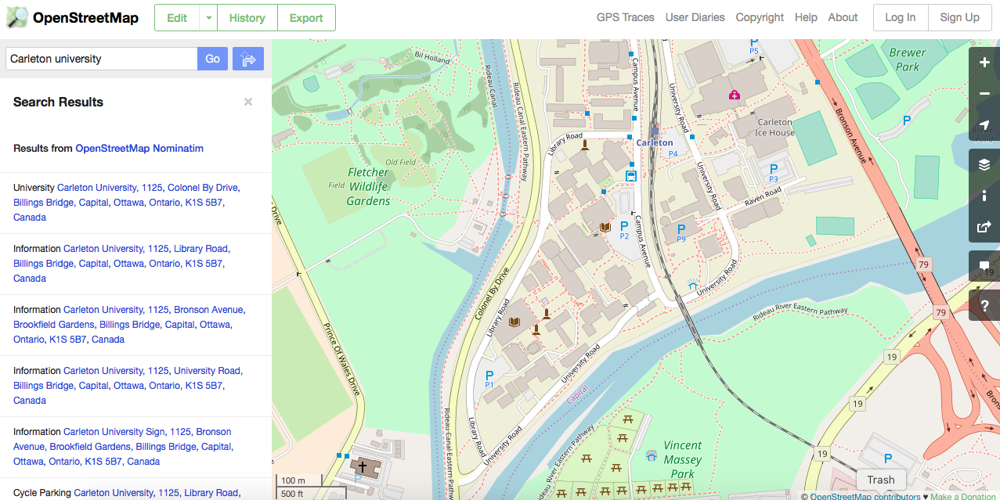 OpenStreetMap
Edit
History
Export
GPS Traces
User Diaries
Copyright
Help
About
Log In
Sign Up
Carleton university
Go
Search Results
×
Results from OpenStreetMap Nominatim
University Carleton University, 1125, Colonel By Drive,
Billings Bridge, Capital, Ottawa, Ontario, K1S 5B7,
Canada
Information Carleton University, 1125, Library Road,
Billings Bridge, Capital, Ottawa, Ontario, K1S 5B7,
Canada
Information Carleton University, 1125, Bronson Avenue,
Brookfield Gardens, Billings Bridge, Capital, Ottawa,
Ontario, K1S 5B7, Canada
Information Carleton University, 1125, University Road,
Billings Bridge, Capital, Ottawa, Ontario, K1S 5B7,
Canada
Information Carleton University Sign, 1125, Bronson
Avenue, Brookfield Gardens, Billings Bridge, Capital,
Ottawa, Ontario, K1S 5B7, Canada
Cycle Parking Carleton University, 1125, Library Road,
Bij Holland
Rideau Canal
Rideau Canal Eastern Pathway
Campus Avenue
University Road
P
P5
Brewer
Park
Bronson Avenue
P
Carleton
Ice House
Library Road
Carleton
P4
Old Field
Field
Fletcher
Wildlife
Gardens
University Road
P
P3
Raven Road
Drive
P
P2
Campus Avenue
P
P9
79
19
79
Colonel By Drive
Library Road
University Road
Rideau River Eastern Pathway
Prince Of Wales Drive
University Road
19
P
P1
Capital
19
Rideau Canal Eastern Pathway
Library Road
University Road
Rideau River Eastern Pathway
Vincent
Massey
Park
19
P
Brons
P
Trash
100 m
500 ft
© OpenStreetMap contributors ♥ Make a Donation